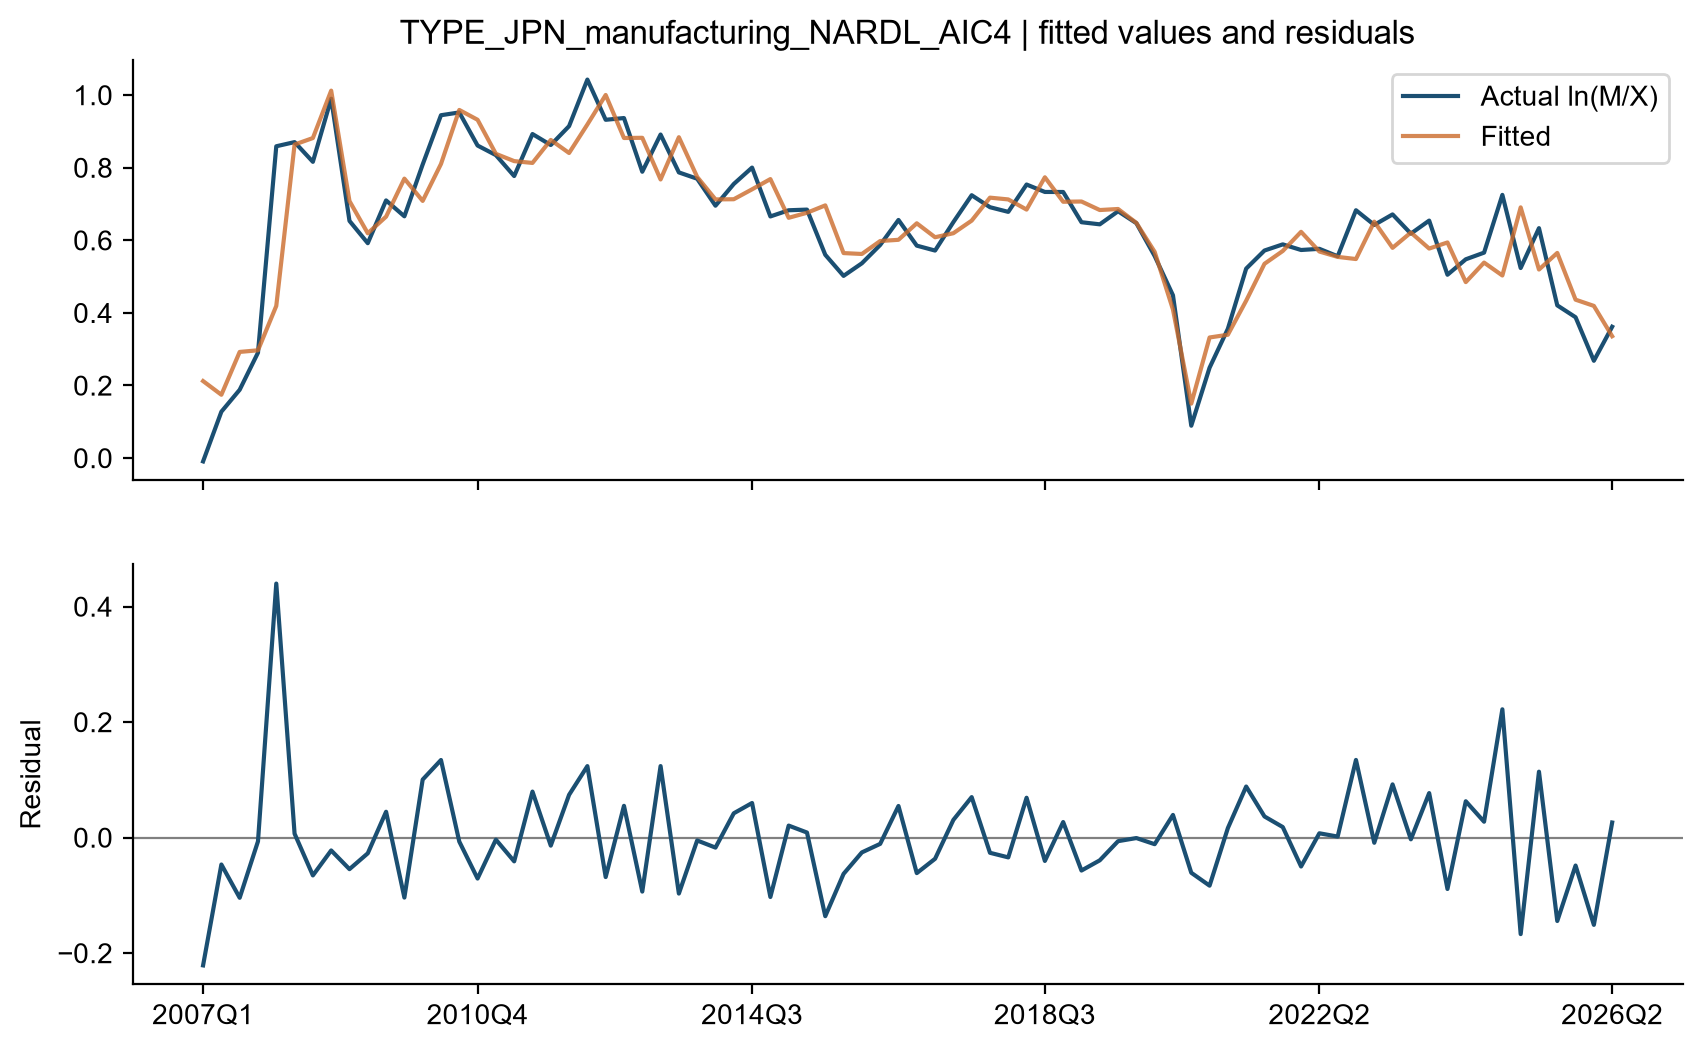 TYPE_JPN_manufacturing_NARDL_AIC4 | fitted values and residuals
Actual ln(M/X)
Fitted
1.0
0.8
0.6
0.4
0.2
0.0
Residual
0.4
0.2
0.0
−0.2
2007Q1
2010Q4
2014Q3
2018Q3
2022Q2
2026Q2